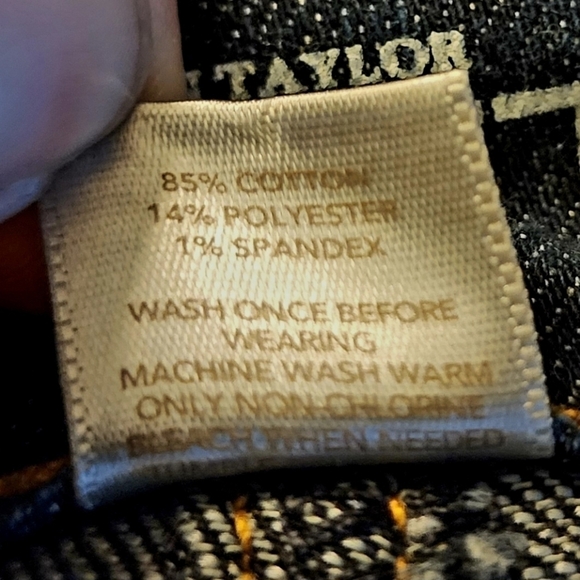 TAYLOR
85% COTTON
14% POLYESTER
1% SPANDEX
WASH ONCE BEFORE
WEARING
MACHINE WASH WARM
ONLY NON-CHLORINE
BLEACH WHEN NEEDED